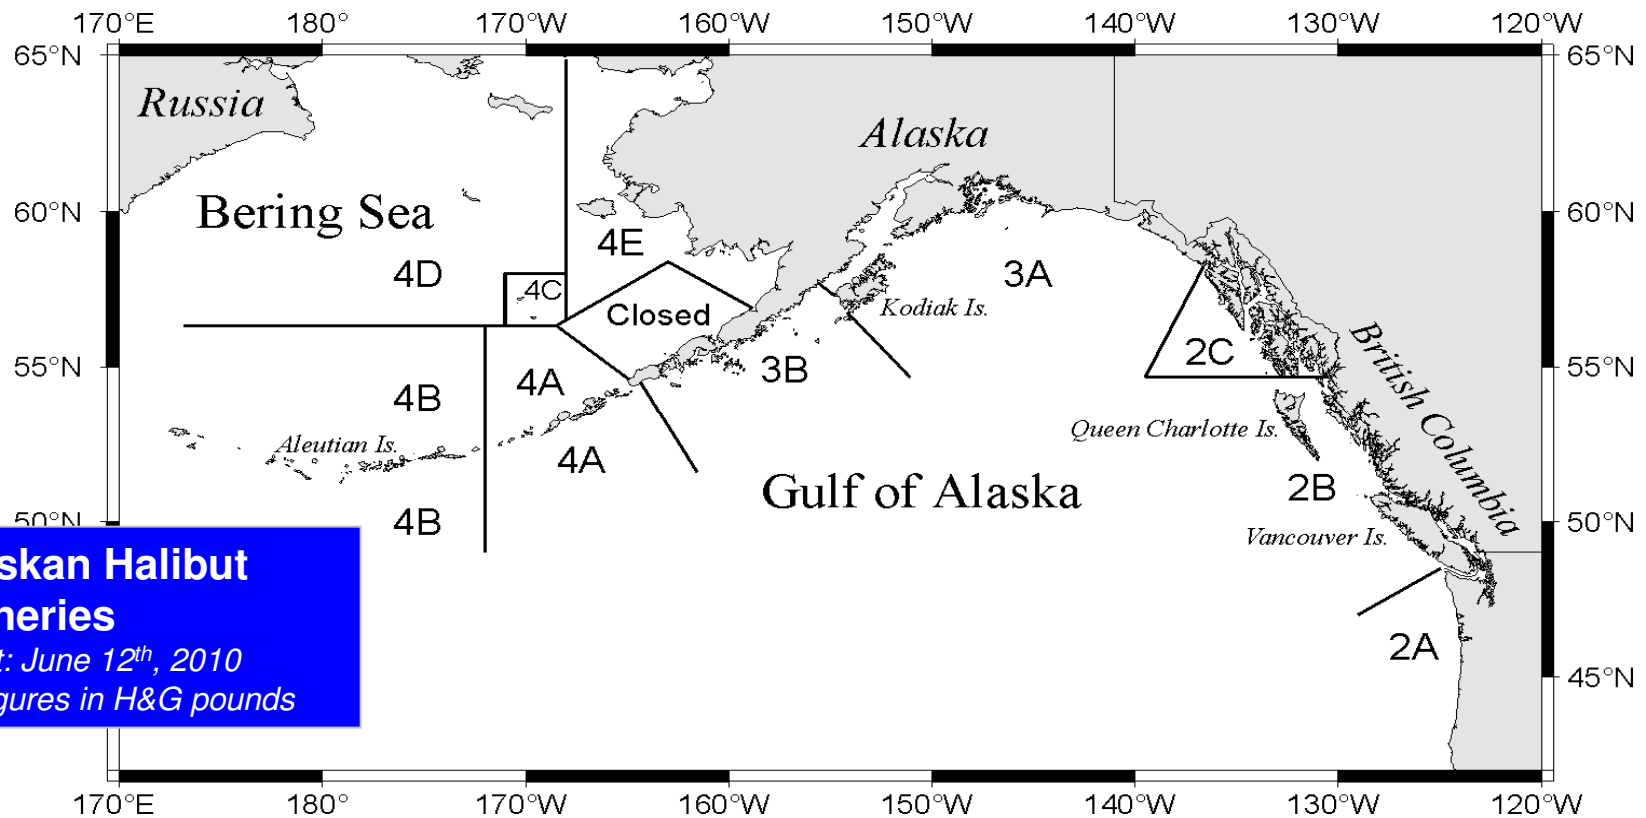 170°E 180° 170°W 160°W 150°W 140°W 130°W 120°W
65°N 65°N
Russia
Alaska
60°N Bering Sea 60°N
4E
4D 3A
4C
Closed Kodiak Is.
British Columbia
2C
55°N 4A 3B 55°N
4B
Queen Charlotte Is.
Aleutian Is.
4A
Gulf of Alaska 2B
4B
50°N 50°N
Vancouver Is.
skan Halibut
neries
t: June 12th, 2010
2A
45°N
gures in H&G pounds
170°E 180° 170°W 160°W 150°W 140°W 130°W 120°W